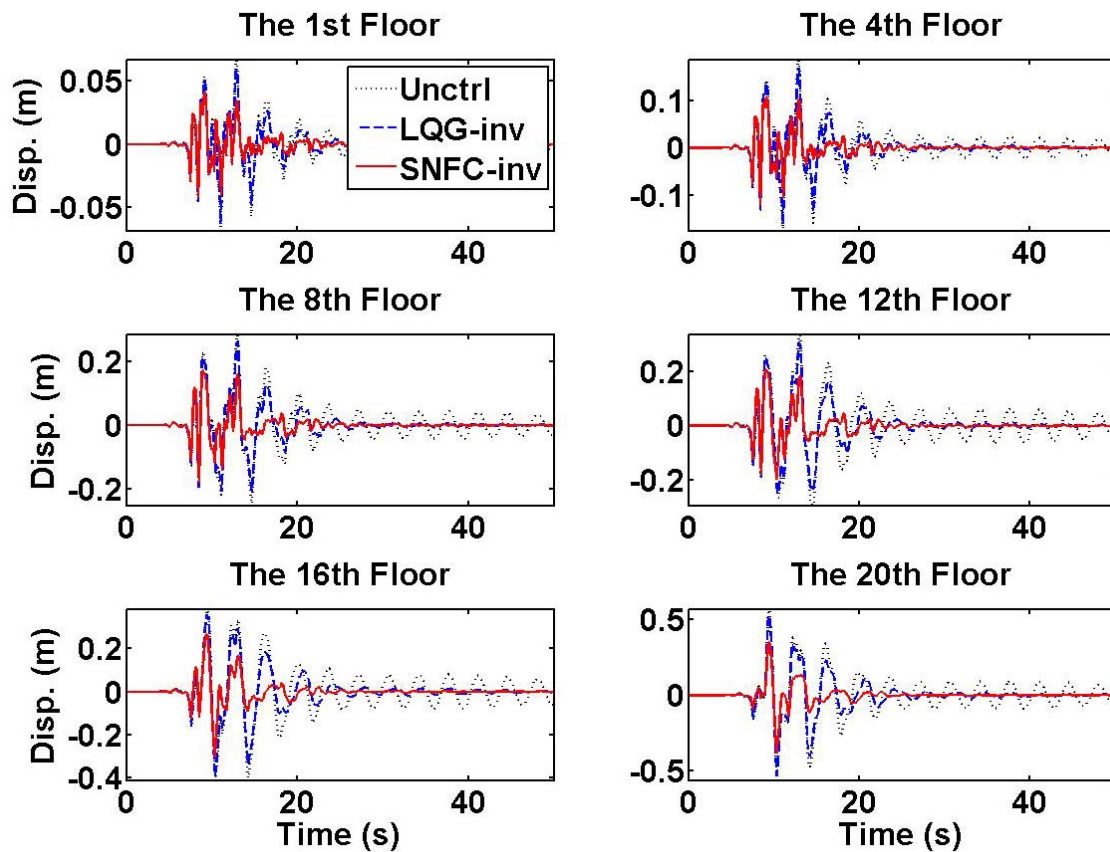 The 1st Floor
The 4th Floor
Disp. (m)
0.05
0
-0.05
Unctrl
LQG-inv
SNFC-inv
0 20 40
0.1
0
-0.1
0 20 40
The 8th Floor
The 12th Floor
Disp. (m)
0.2
0
-0.2
0 20 40
0.2
0
-0.2
0 20 40
The 16th Floor
The 20th Floor
Disp. (m)
0.2
0
-0.2
-0.4
0 20 40
Time (s)
0.5
0
-0.5
0 20 40
Time (s)